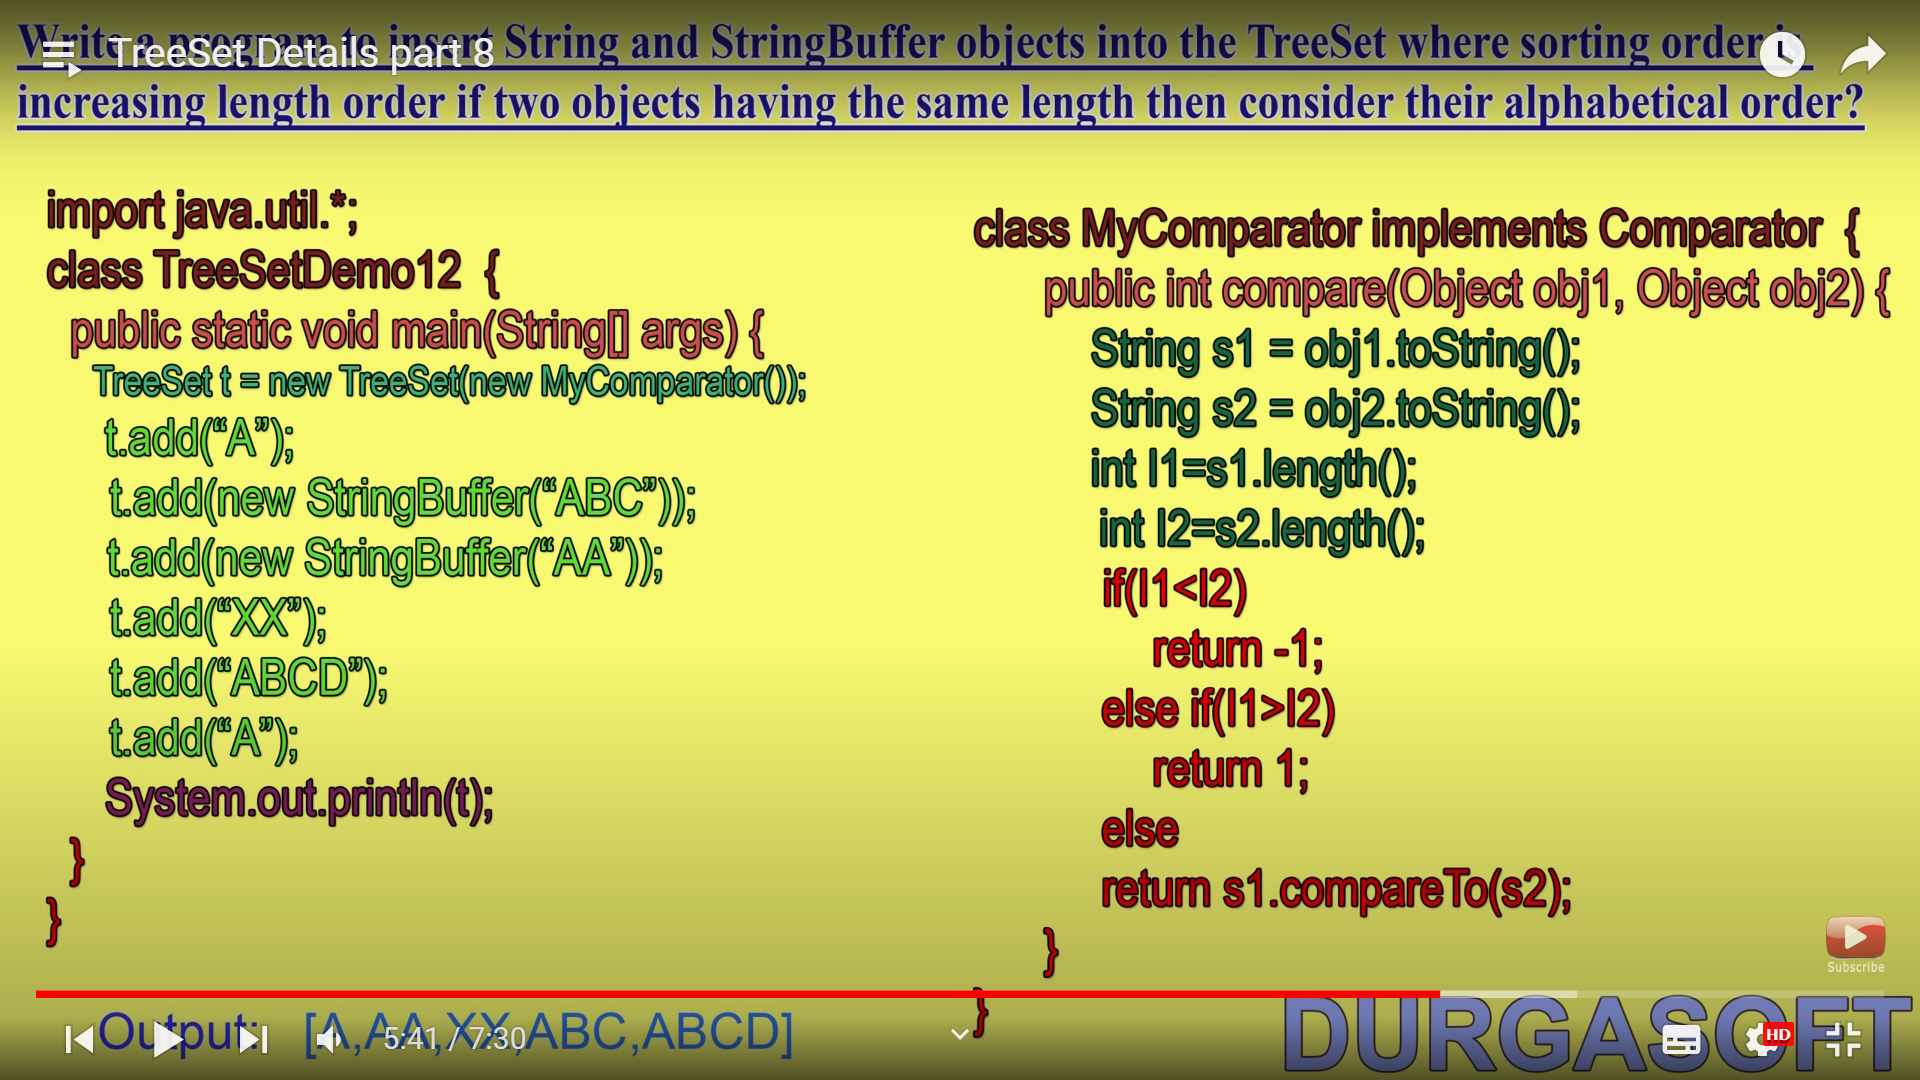 Write a program to insert String and StringBuffer objects into the TreeSet where sorting order is
TreeSet Details part 8
increasing length order if two objects having the same length then consider their alphabetical order?
import java.util.*;
class TreeSetDemo12 {
public static void main(String[] args) {
TreeSet t = new TreeSet(new MyComparator());
t.add(“A”);
t.add(new StringBuffer(“ABC”));
t.add(new StringBuffer(“AA”));
t.add(“XX”);
t.add(“ABCD”);
t.add(“A”);
System.out.println(t);
}
}
Output: [A,AA,XX,ABC,ABCD]
class MyComparator implements Comparator {
public int compare(Object obj1, Object obj2) {
String s1 = obj1.toString();
String s2 = obj2.toString();
int l1=s1.length();
int l2=s2.length();
if(l1<l2)
return -1;
else if(l1>l2)
return 1;
else
return s1.compareTo(s2);
}
}
Subscribe
DURGASOFT
5:41 / 7:30
HD